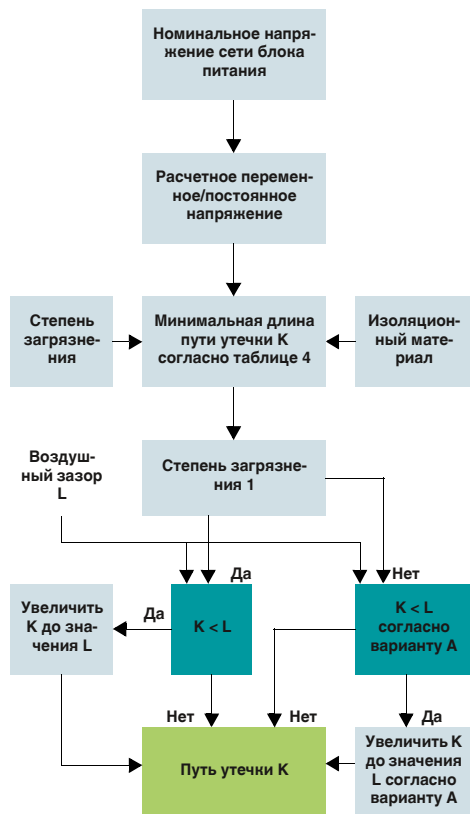 Номинальное напря-
жение сети блока
питания
Расчетное перемен-
ное/постоянное
напряжение
Степень
загрязне-
ния
Минимальная длина
пути утечки K
согласно таблице 4
Изоляцион-
ный мате-
риал
Воздуш-
ный зазор
L
Степень загрязне-
ния 1
Да
Нет
Увеличить
K до зна-
чения L
Да
K < L
K < L
согласно
варианту A
Нет
Нет
Да
Путь утечки K
Увеличить K
до значения
L согласно
варианту A